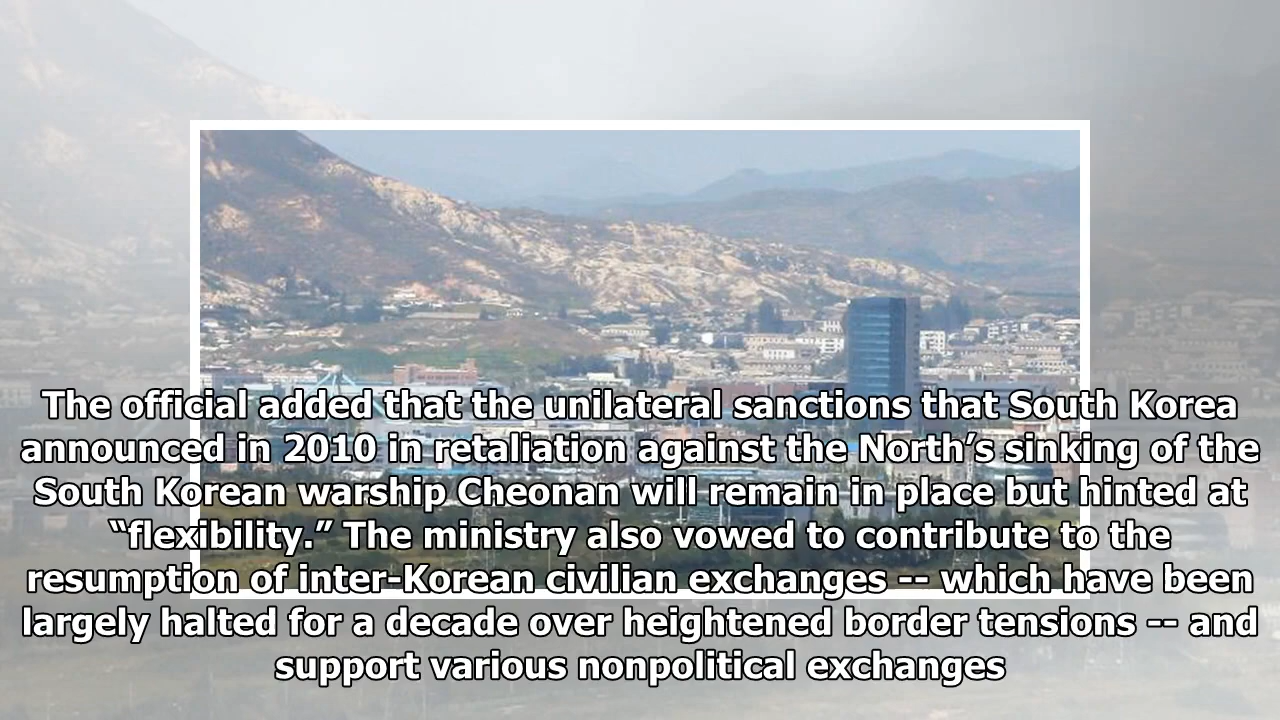 The official added that the unilateral sanctions that South Korea
announced in 2010 in retaliation against the North’s sinking of the
South Korean warship Cheonan will remain in place but hinted at
“flexibility.” The ministry also vowed to contribute to the
resumption of inter-Korean civilian exchanges -- which have been
largely halted for a decade over heightened border tensions -- and
support various nonpolitical exchanges